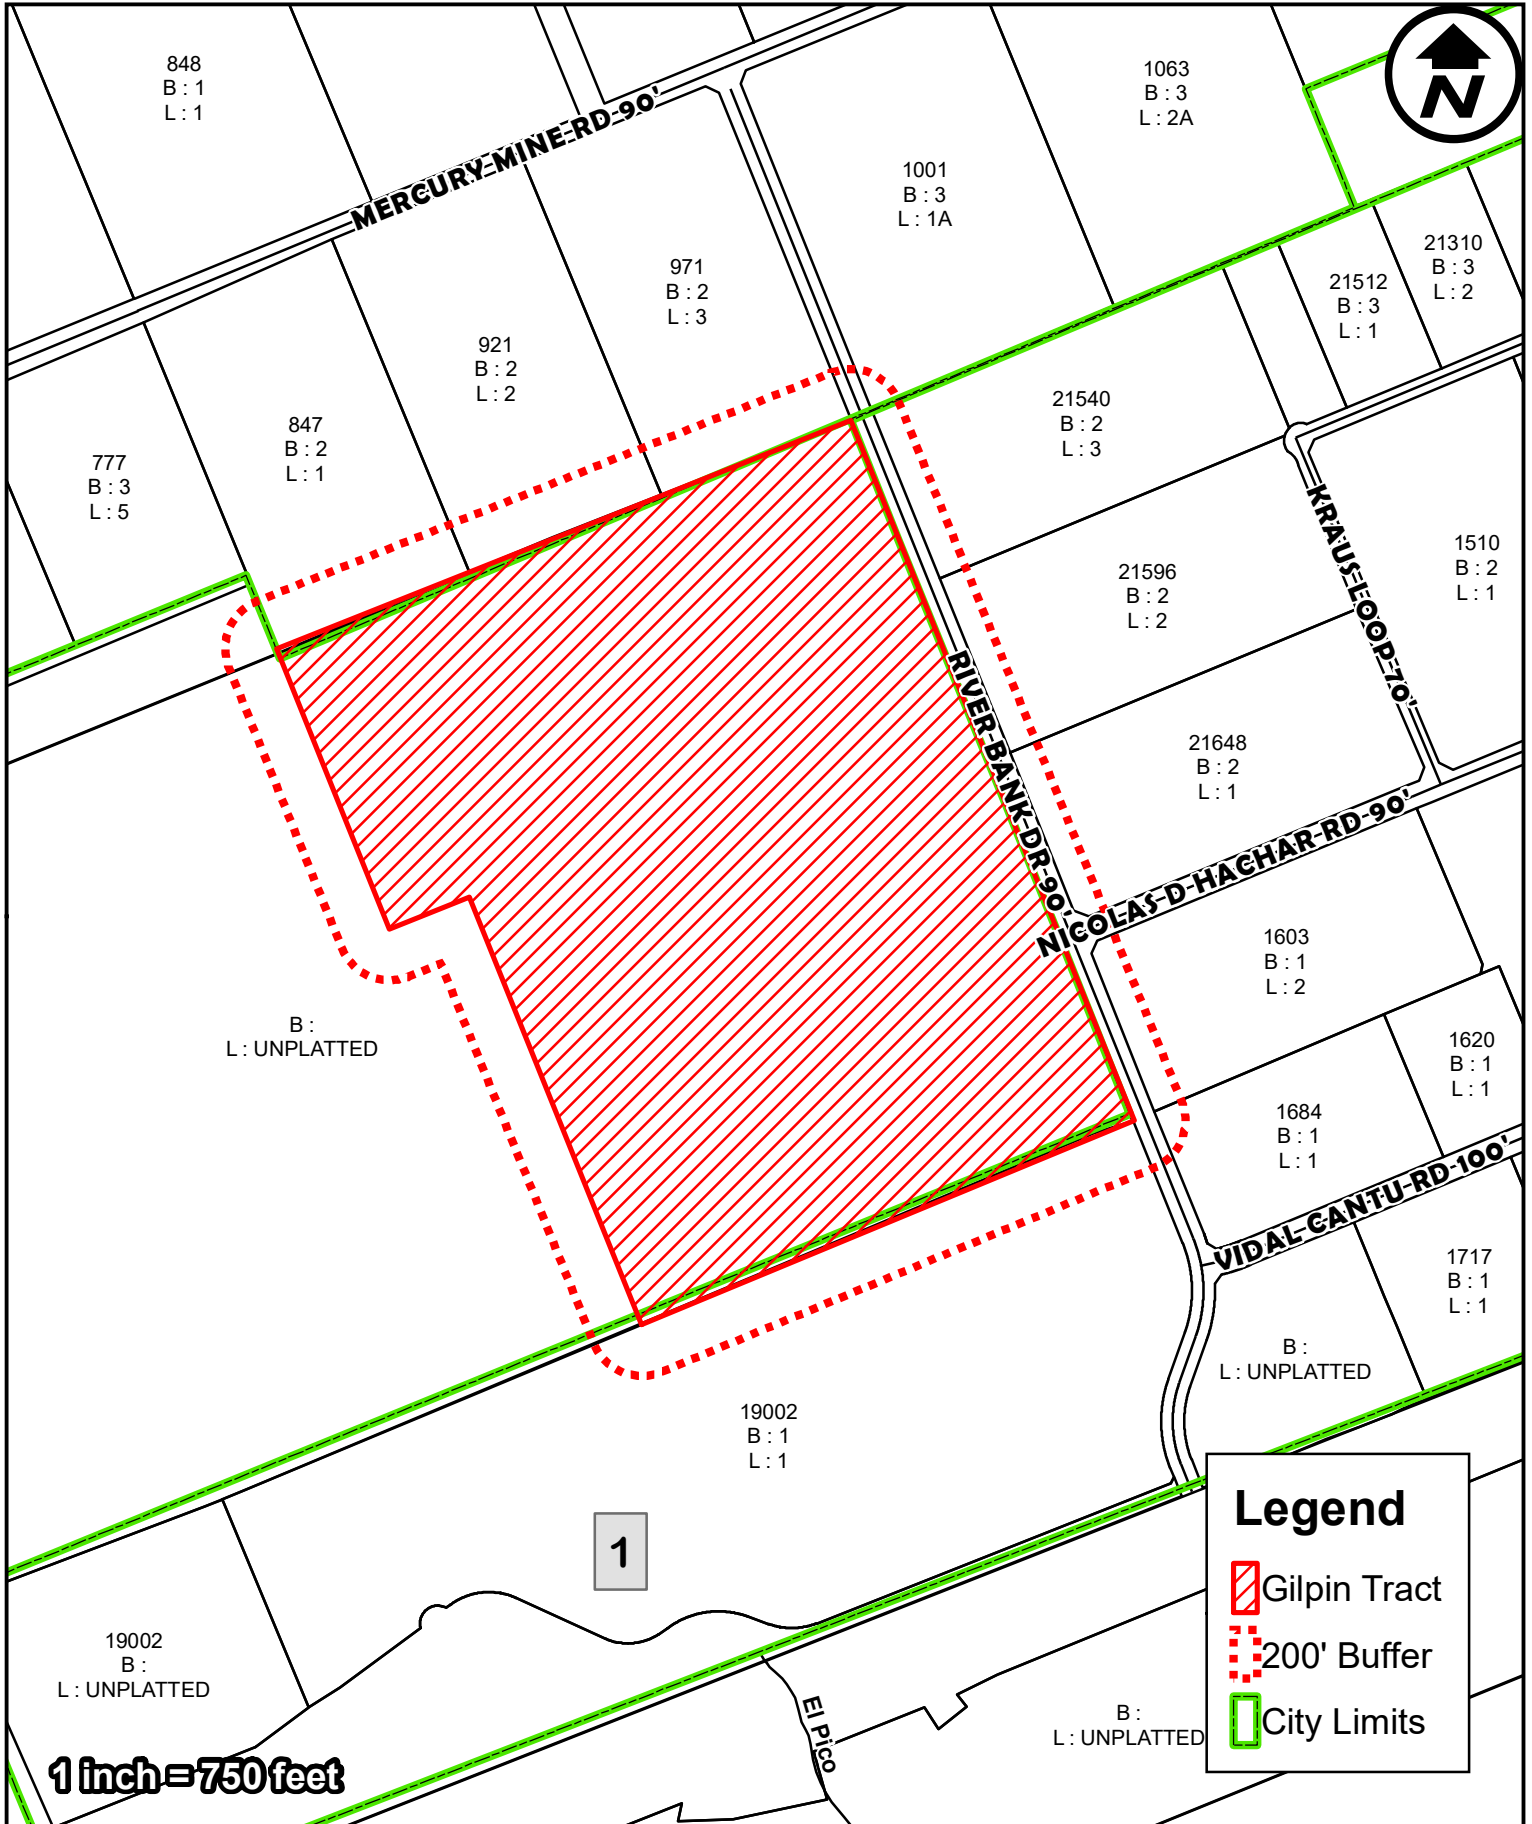 848
B : 1
L : 1
1063
B : 3
L : 2A
N
MERCURY MINE RD 90'
1001
B : 3
L : 1A
971
B : 2
L : 3
21310
B : 3
L : 2
21512
B : 3
L : 1
921
B : 2
L : 2
21540
B : 2
L : 3
847
B : 2
L : 1
777
B : 3
L : 5
KRAUS LOOP 70'
1510
B : 2
L : 1
21596
B : 2
L : 2
RIVER BANK DR 90'
21648
B : 2
L : 1
NICOLAS D HACHAR RD 90'
1603
B : 1
L : 2
B :
L : UNPLATTED
1620
B : 1
L : 1
1684
B : 1
L : 1
VIDAL CANTU RD 100'
1717
B : 1
L : 1
B :
L : UNPLATTED
19002
B : 1
L : 1
1
19002
B :
L : UNPLATTED
El Pico
B :
L : UNPLATTED
Legend
Gilpin Tract
200' Buffer
City Limits
1 inch = 750 feet